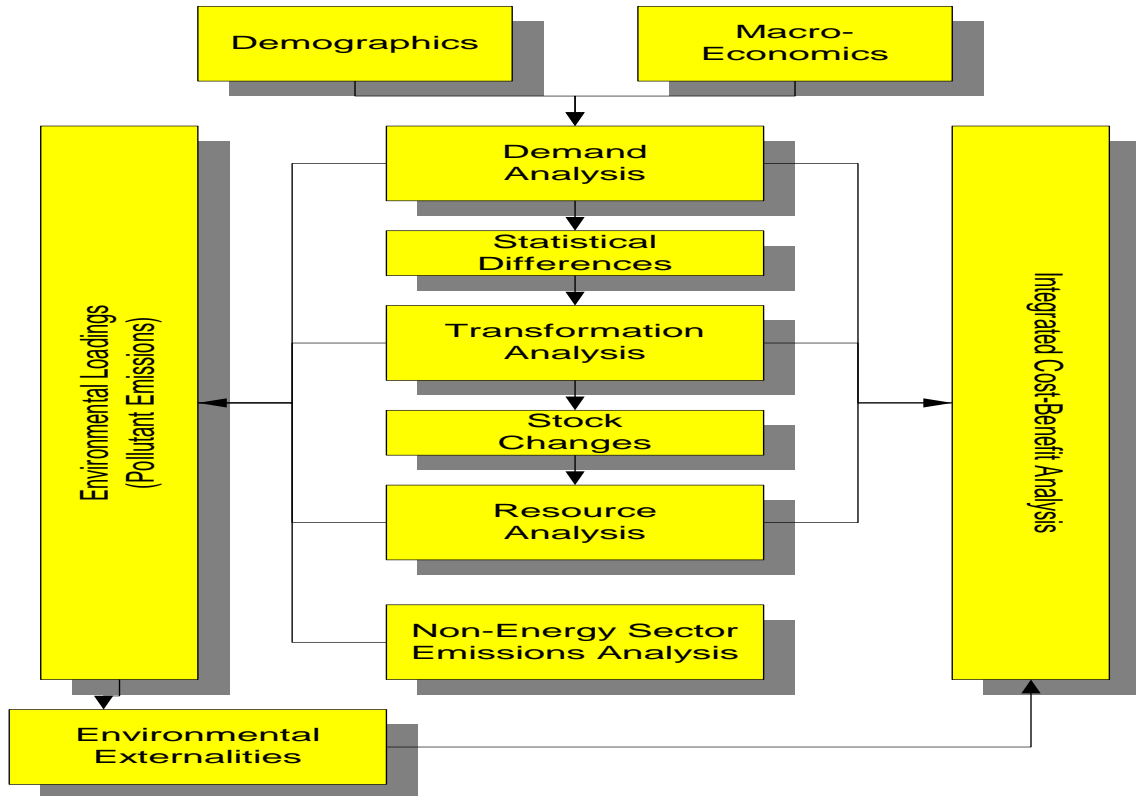 Demographics
Macro-
Economics
Demand
Analysis
Statistical
Differences
Transformation
Analysis
Stock
Changes
Resource
Analysis
Non-Energy Sector
Emissions Analysis
Environmental Loadings
(Pollutant Emissions)
Integrated Cost-Benefit Analysis
Environmental
Externalities